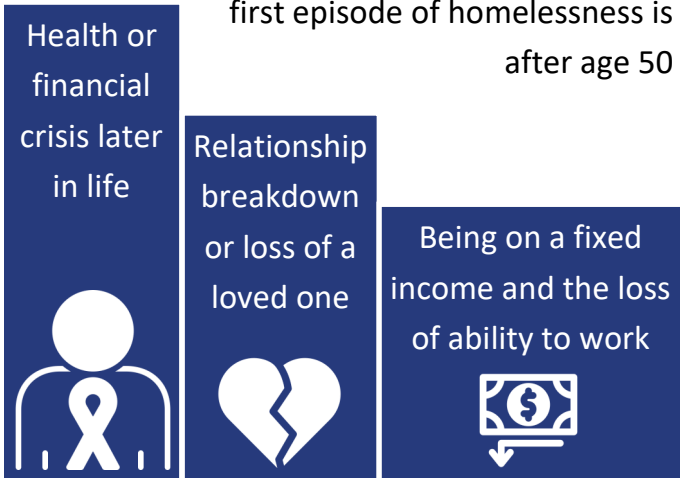 first episode of homelessness is
after age 50
Health or
financial
crisis later
in life
Relationship
breakdown
or loss of a
loved one
Being on a fixed
income and the loss
of ability to work
$